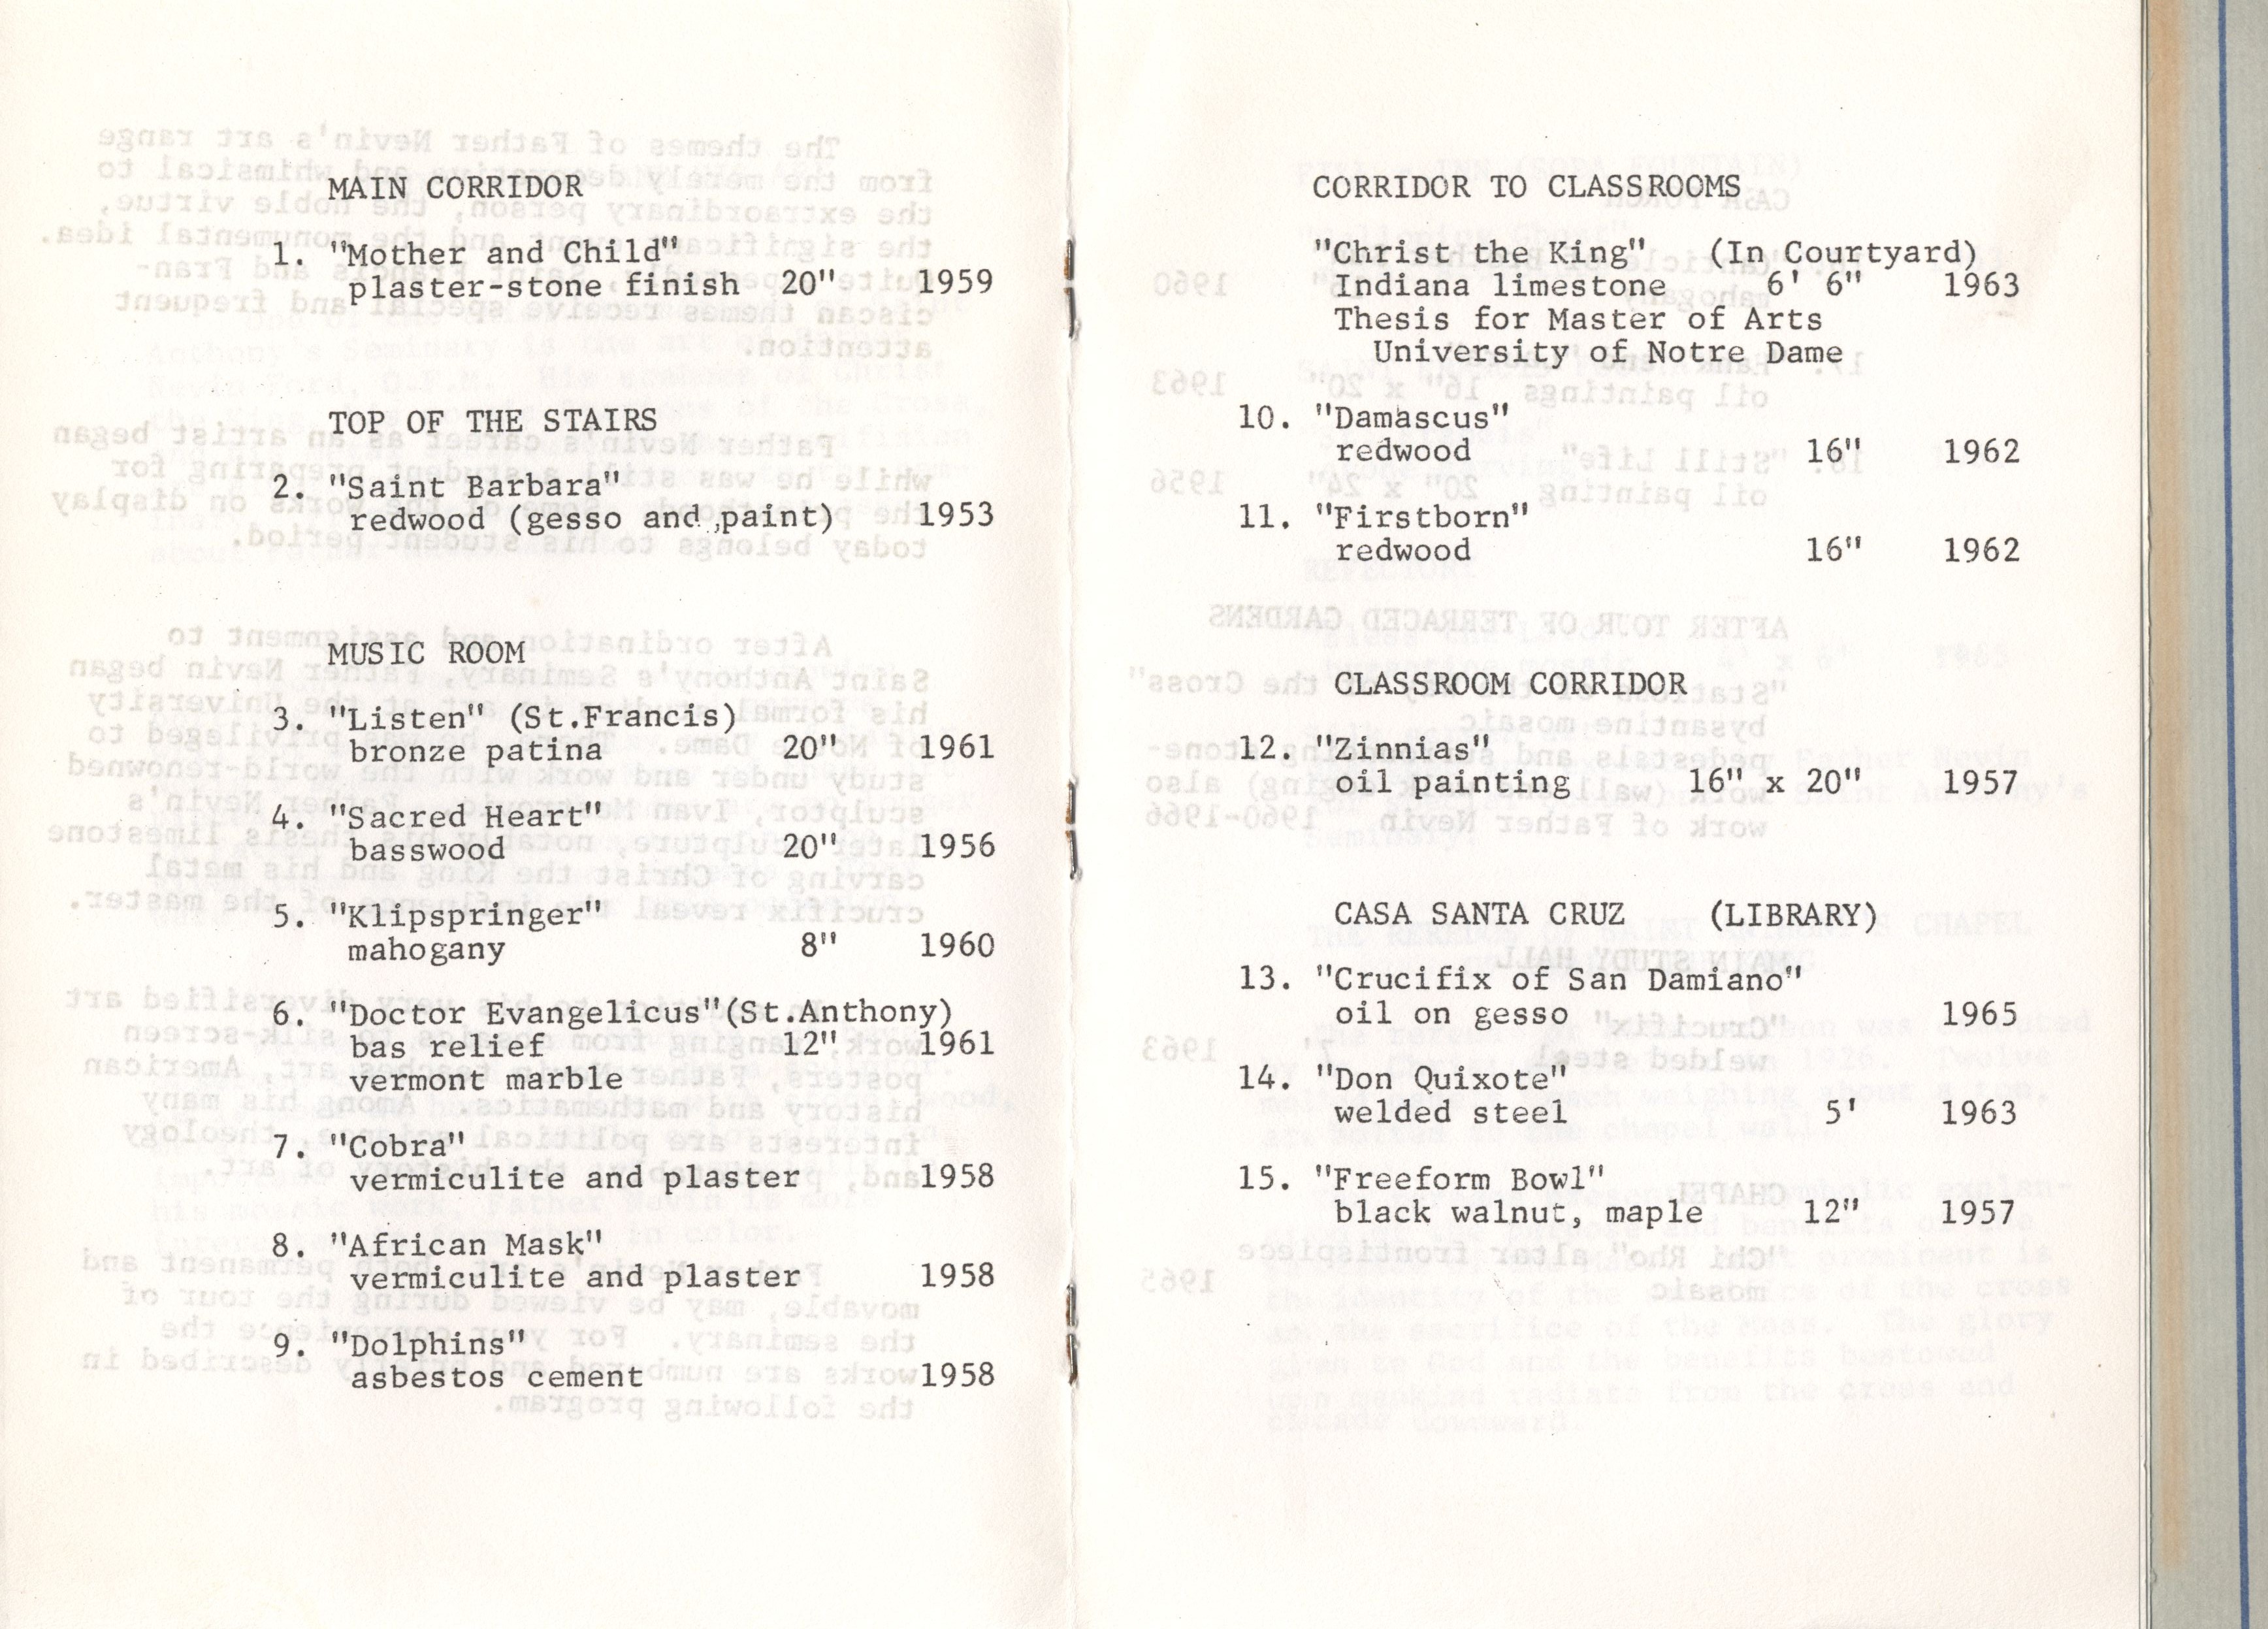 MAIN CORRIDOR
1. "Mother and Child"
plaster-stone finish 20" 1959
TOP OF THE STAIRS
2. "Saint Barbara"
redwood (gesso and paint) 1953
MUSIC ROOM
3. "Listen" (St.Francis)
bronze patina 20" 1961
4. "Sacred Heart"
basswood 20" 1956
5. "Klipspringer"
mahogany 8" 1960
6. "Doctor Evangelicus"(St.Anthony)
bas relief 12" 1961
vermont marble
7. "Cobra"
vermiculite and plaster 1958
8. "African Mask"
vermiculite and plaster 1958
9. "Dolphins"
asbestos cement 1958
CORRIDOR TO CLASSROOMS
"Christ the King" (In Courtyard)
Indiana limestone 6' 6" 1963
Thesis for Master of Arts
University of Notre Dame
10. "Damascus"
redwood 16" 1962
11. "Firstborn"
redwood 16" 1962
CLASSROOM CORRIDOR
12. "Zinnias"
oil painting 16" x 20" 1957
CASA SANTA CRUZ (LIBRARY)
13. "Crucifix of San Damiano"
oil on gesso 1965
14. "Don Quixote"
welded steel 5' 1963
15. "Freeform Bowl"
black walnut, maple 12" 1957